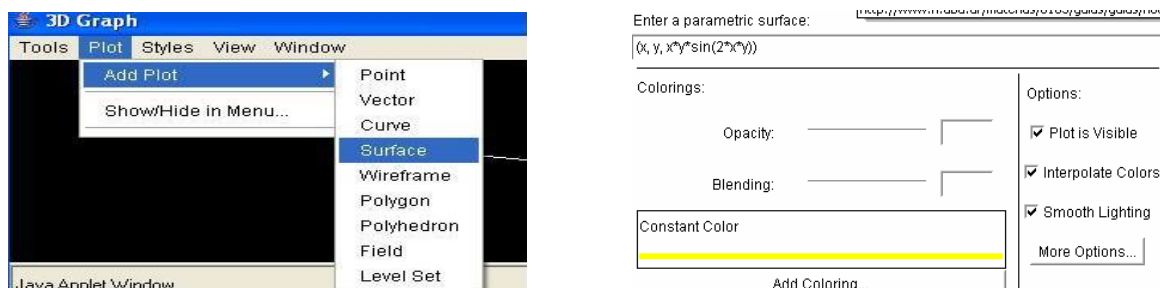 3D Graph
Tools Plot Styles View Window
Add Plot
Show/Hide in Menu...
Point
Vector
Curve
Surface
Wireframe
Polygon
Polyhedron
Field
Level Set
Java Applet Window
Enter a parametric surface:
(x, y, x*y*sin(2*x*y))
Colorings:
Opacity:
Blending:
Constant Color
Add Coloring
Options:
Plot is Visible
Interpolate Colors
Smooth Lighting
More Options...